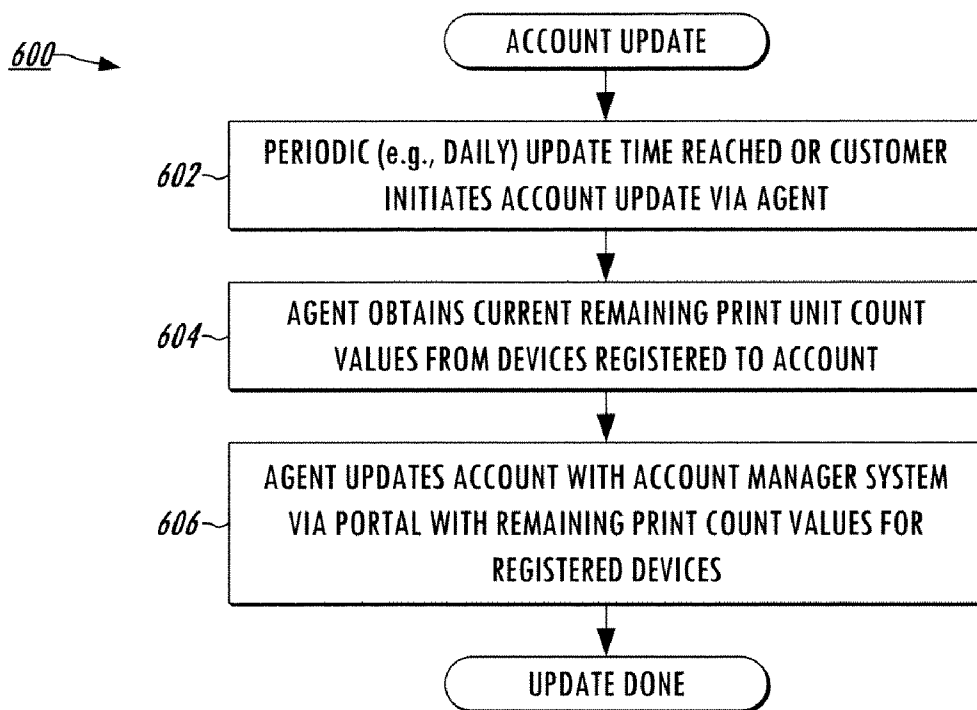 600
ACCOUNT UPDATE
602
PERIODIC (e.g., DAILY) UPDATE TIME REACHED OR CUSTOMER
INITIATES ACCOUNT UPDATE VIA AGENT
604
AGENT OBTAINS CURRENT REMAINING PRINT UNIT COUNT
VALUES FROM DEVICES REGISTERED TO ACCOUNT
606
AGENT UPDATES ACCOUNT WITH ACCOUNT MANAGER SYSTEM
VIA PORTAL WITH REMAINING PRINT COUNT VALUES FOR
REGISTERED DEVICES
UPDATE DONE